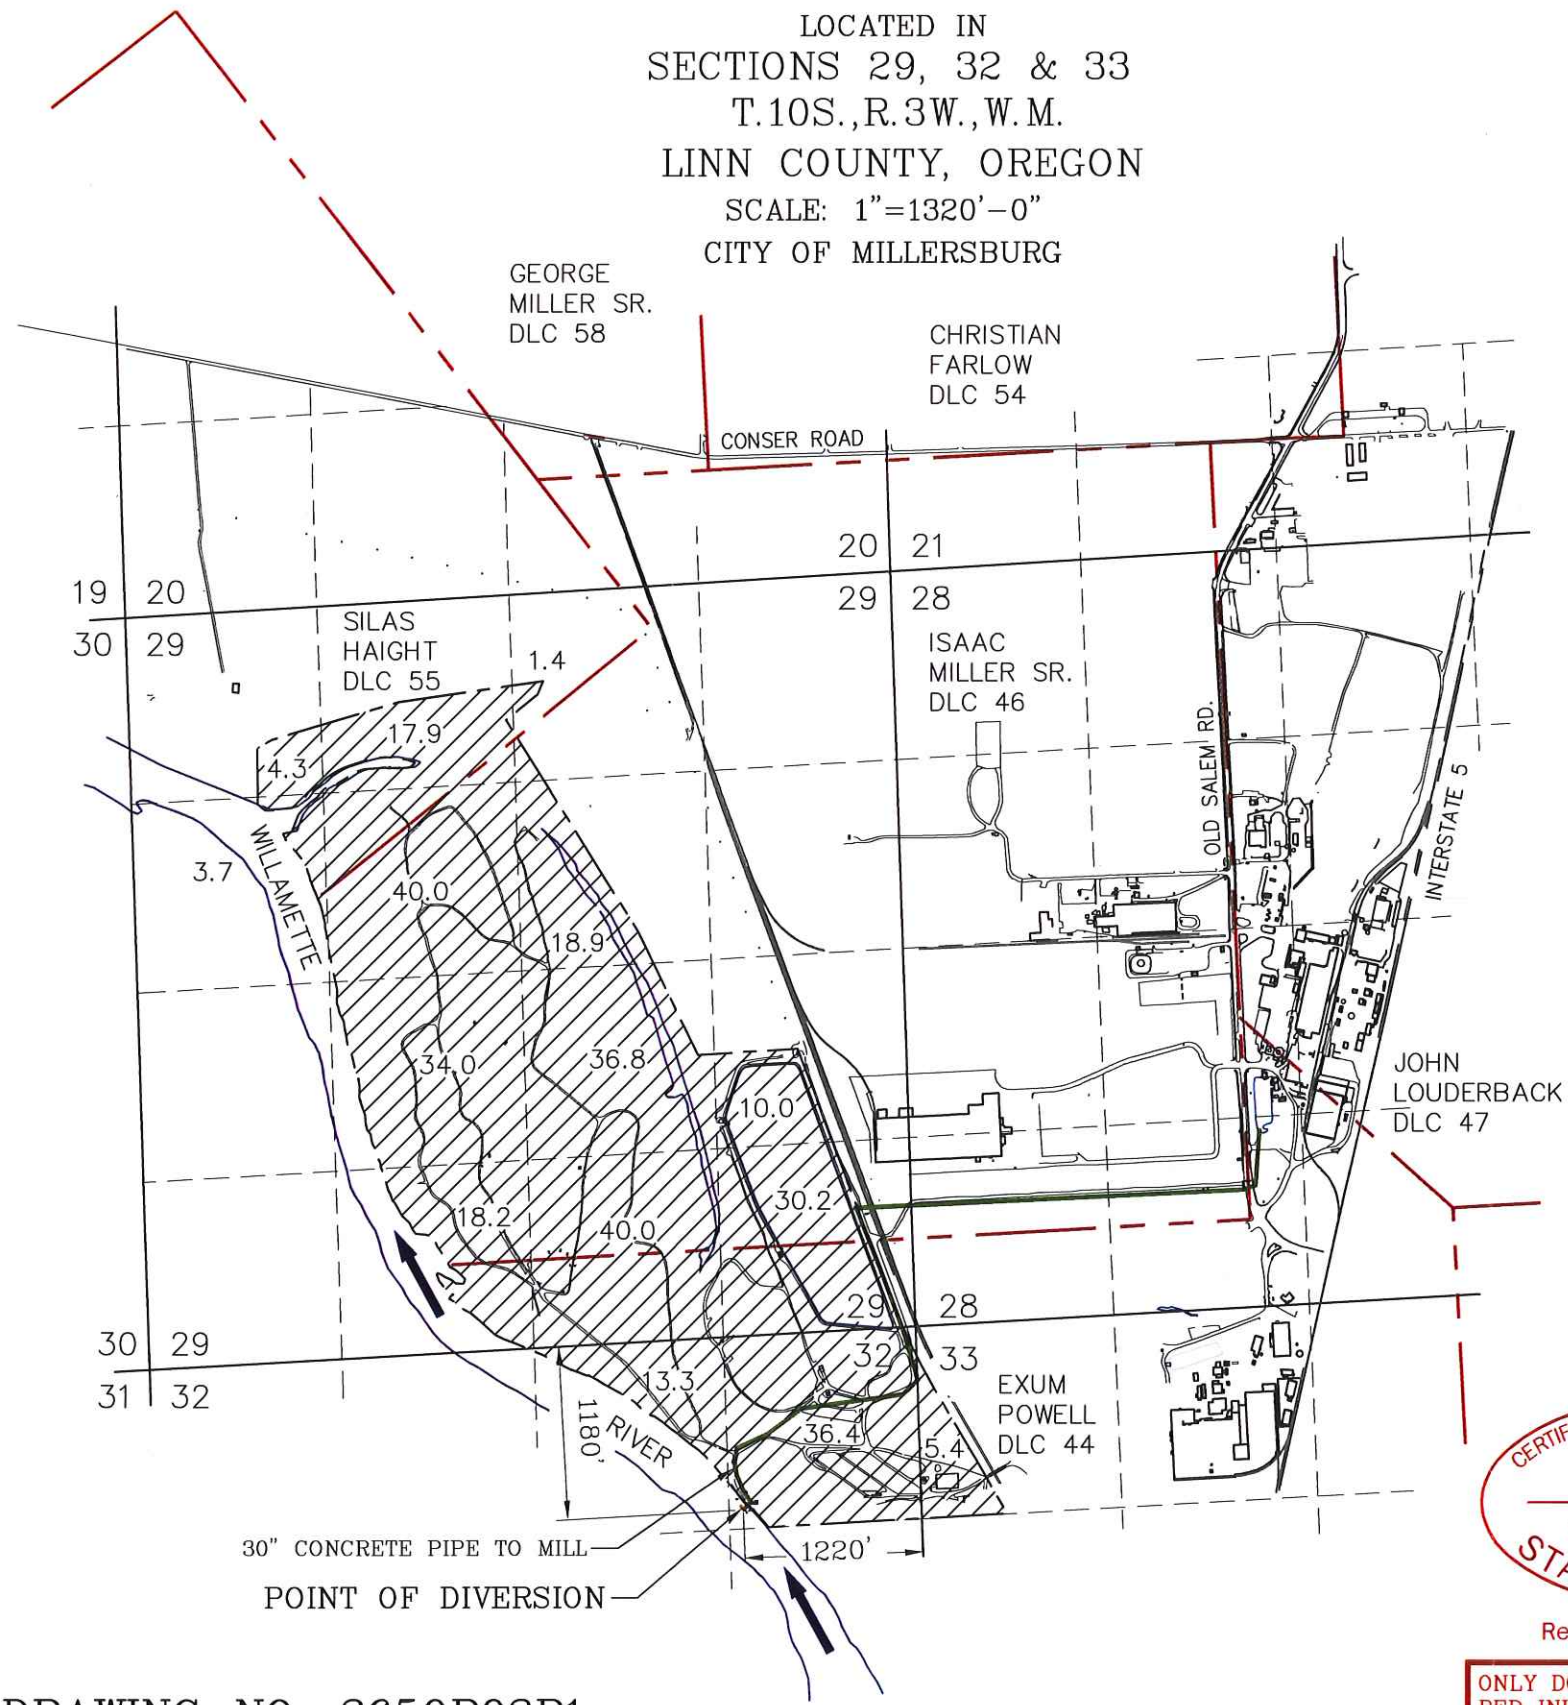 LOCATED IN
SECTIONS 29, 32 & 33
T.10S.,R.3W.,W.M.
LINN COUNTY, OREGON
SCALE: 1"=1320'-0"
CITY OF MILLERSBURG
GEORGE
MILLER SR.
DLC 58
CHRISTIAN
FARLOW
DLC 54
CONSER ROAD
20 21
29 28
19 20
30 29
SILAS
HAIGHT
DLC 55
1.4
ISAAC
MILLER SR.
DLC 46
OLD SALEM RD.
INTERSTATE 5
17.9
4.3
3.7
WILLAMETTE
40.0
18.9
34.0
36.8
10.0
JOHN
LOUDERBACK
DLC 47
18.2
40.0
30.2
29 28
32 33
30 29
31 32
13.3
1180'
RIVER
36.4
5.4
EXUM
POWELL
DLC 44
30" CONCRETE PIPE TO MILL
1220'
POINT OF DIVERSION
CERTIF
STA
Re
ONLY DO